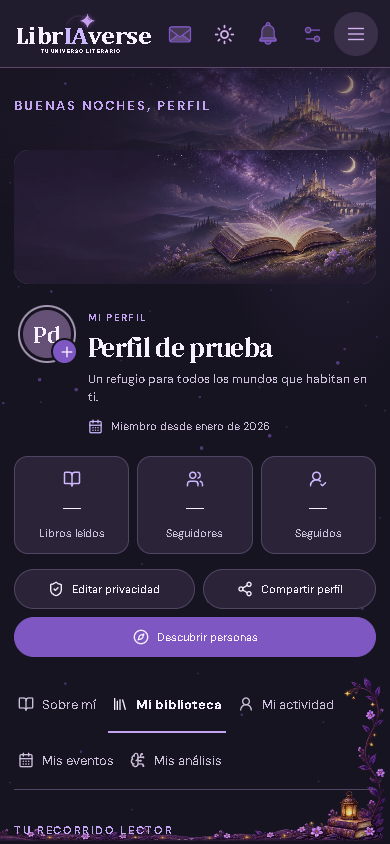 LibrIAverse
TU UNIVERSO LITERARIO
BUENAS NOCHES, PERFIL
Pd
MI PERFIL
Perfil de prueba
Un refugio para todos los mundos que habitan en
ti.
Miembro desde enero de 2026
— — —
Libros leídos Seguidores Seguidos
Editar privacidad Compartir perfil
Descubrir personas
Sobre mí Mi biblioteca Mi actividad
Mis eventos Mis análisis
TU RECORRIDO LECTOR